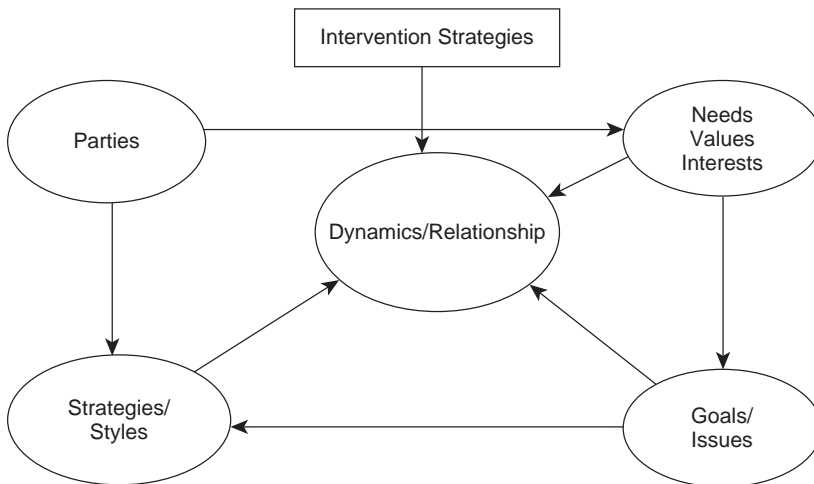 Intervention Strategies
Parties
Needs
Values
Interests
Dynamics/Relationship
Strategies/
Styles
Goals/
Issues